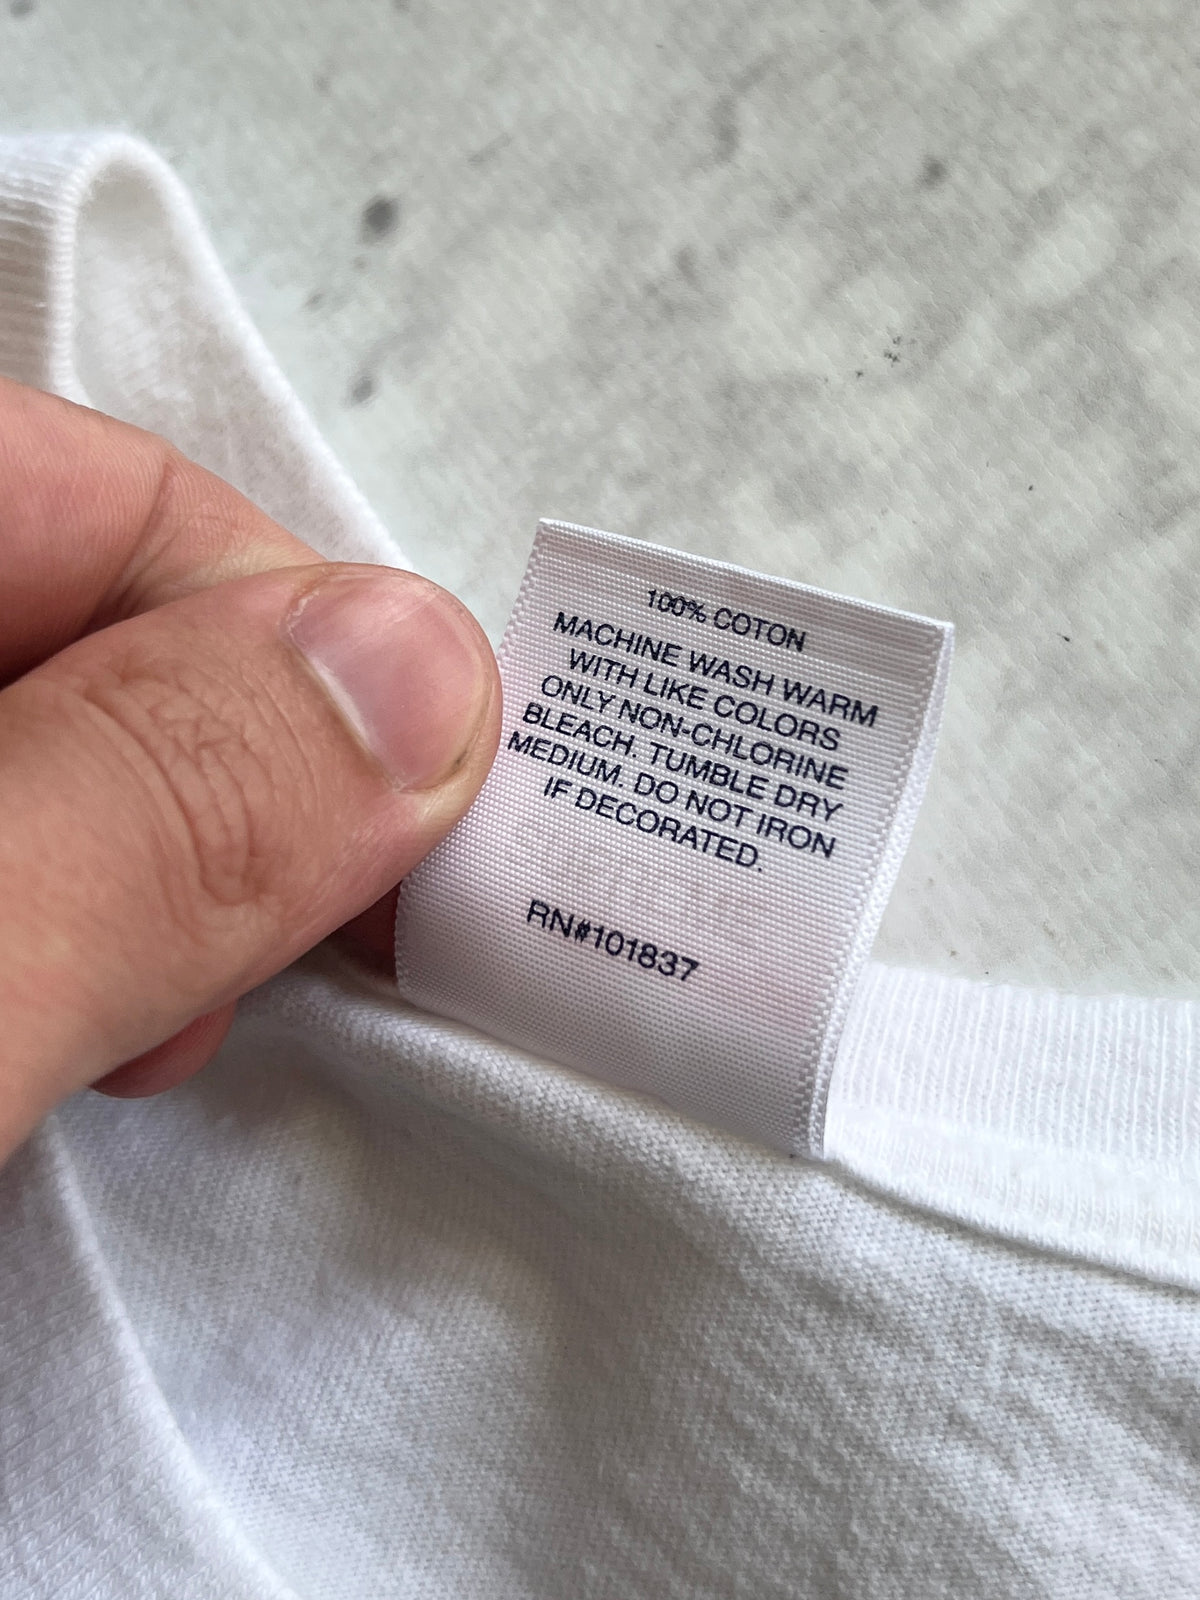 100% COTON
MACHINE WASH WARM
WITH LIKE COLORS
ONLY NON-CHLORINE
BLEACH. TUMBLE DRY
MEDIUM. DO NOT IRON
IF DECORATED.
RN#101837